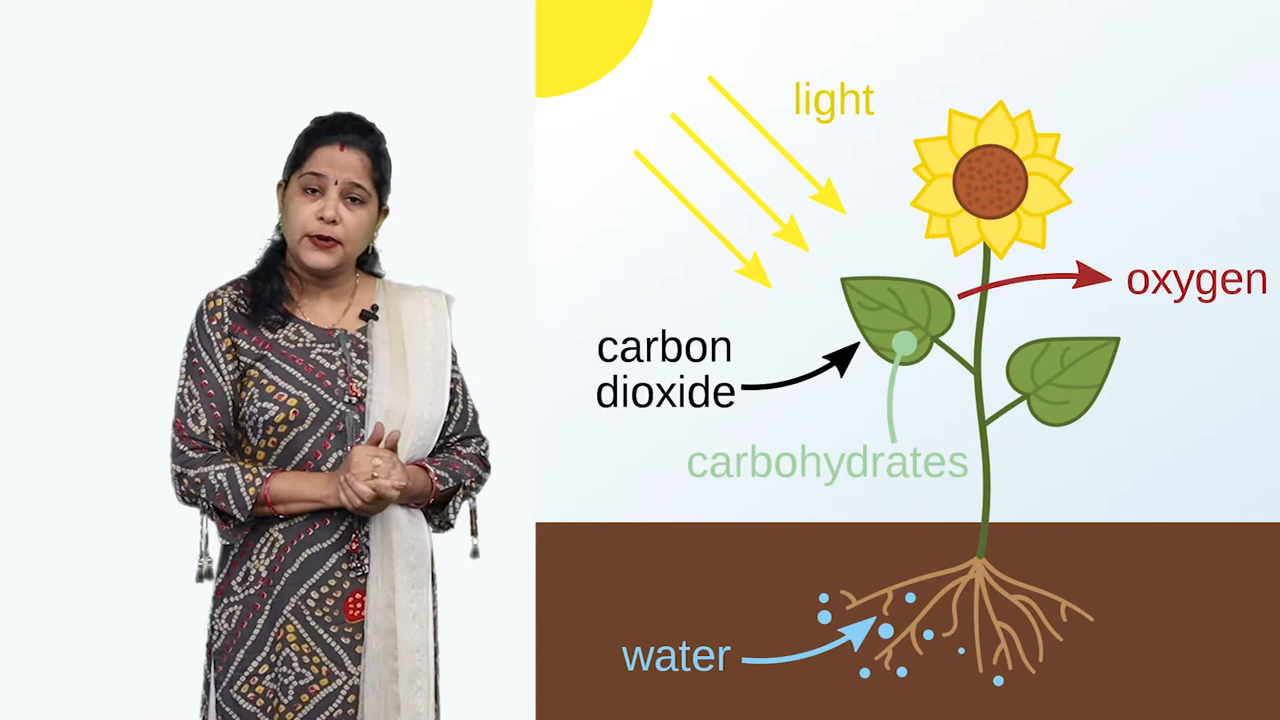 light
oxygen
carbon
dioxide
carbohydrates
water